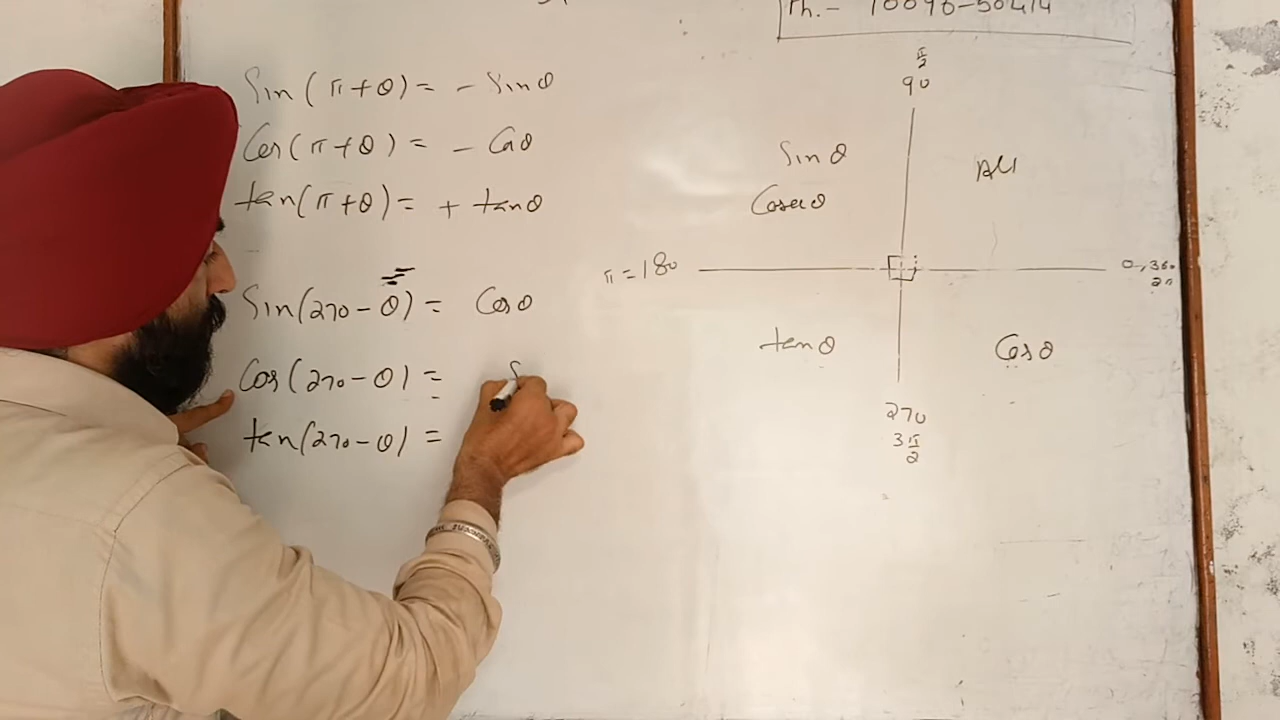 Ph. - 
Sin (π+θ) = - Sinθ
Cos (π+θ) = - Cosθ
tan (π+θ) = + tanθ
Sin(270-θ) = Cosθ
Cos(270-θ) = S
tan(270-θ) =
π/2
90
Sinθ
All
Cosecθ
π = 180
0, 360
2π
tanθ
Cosθ
270
3π/2